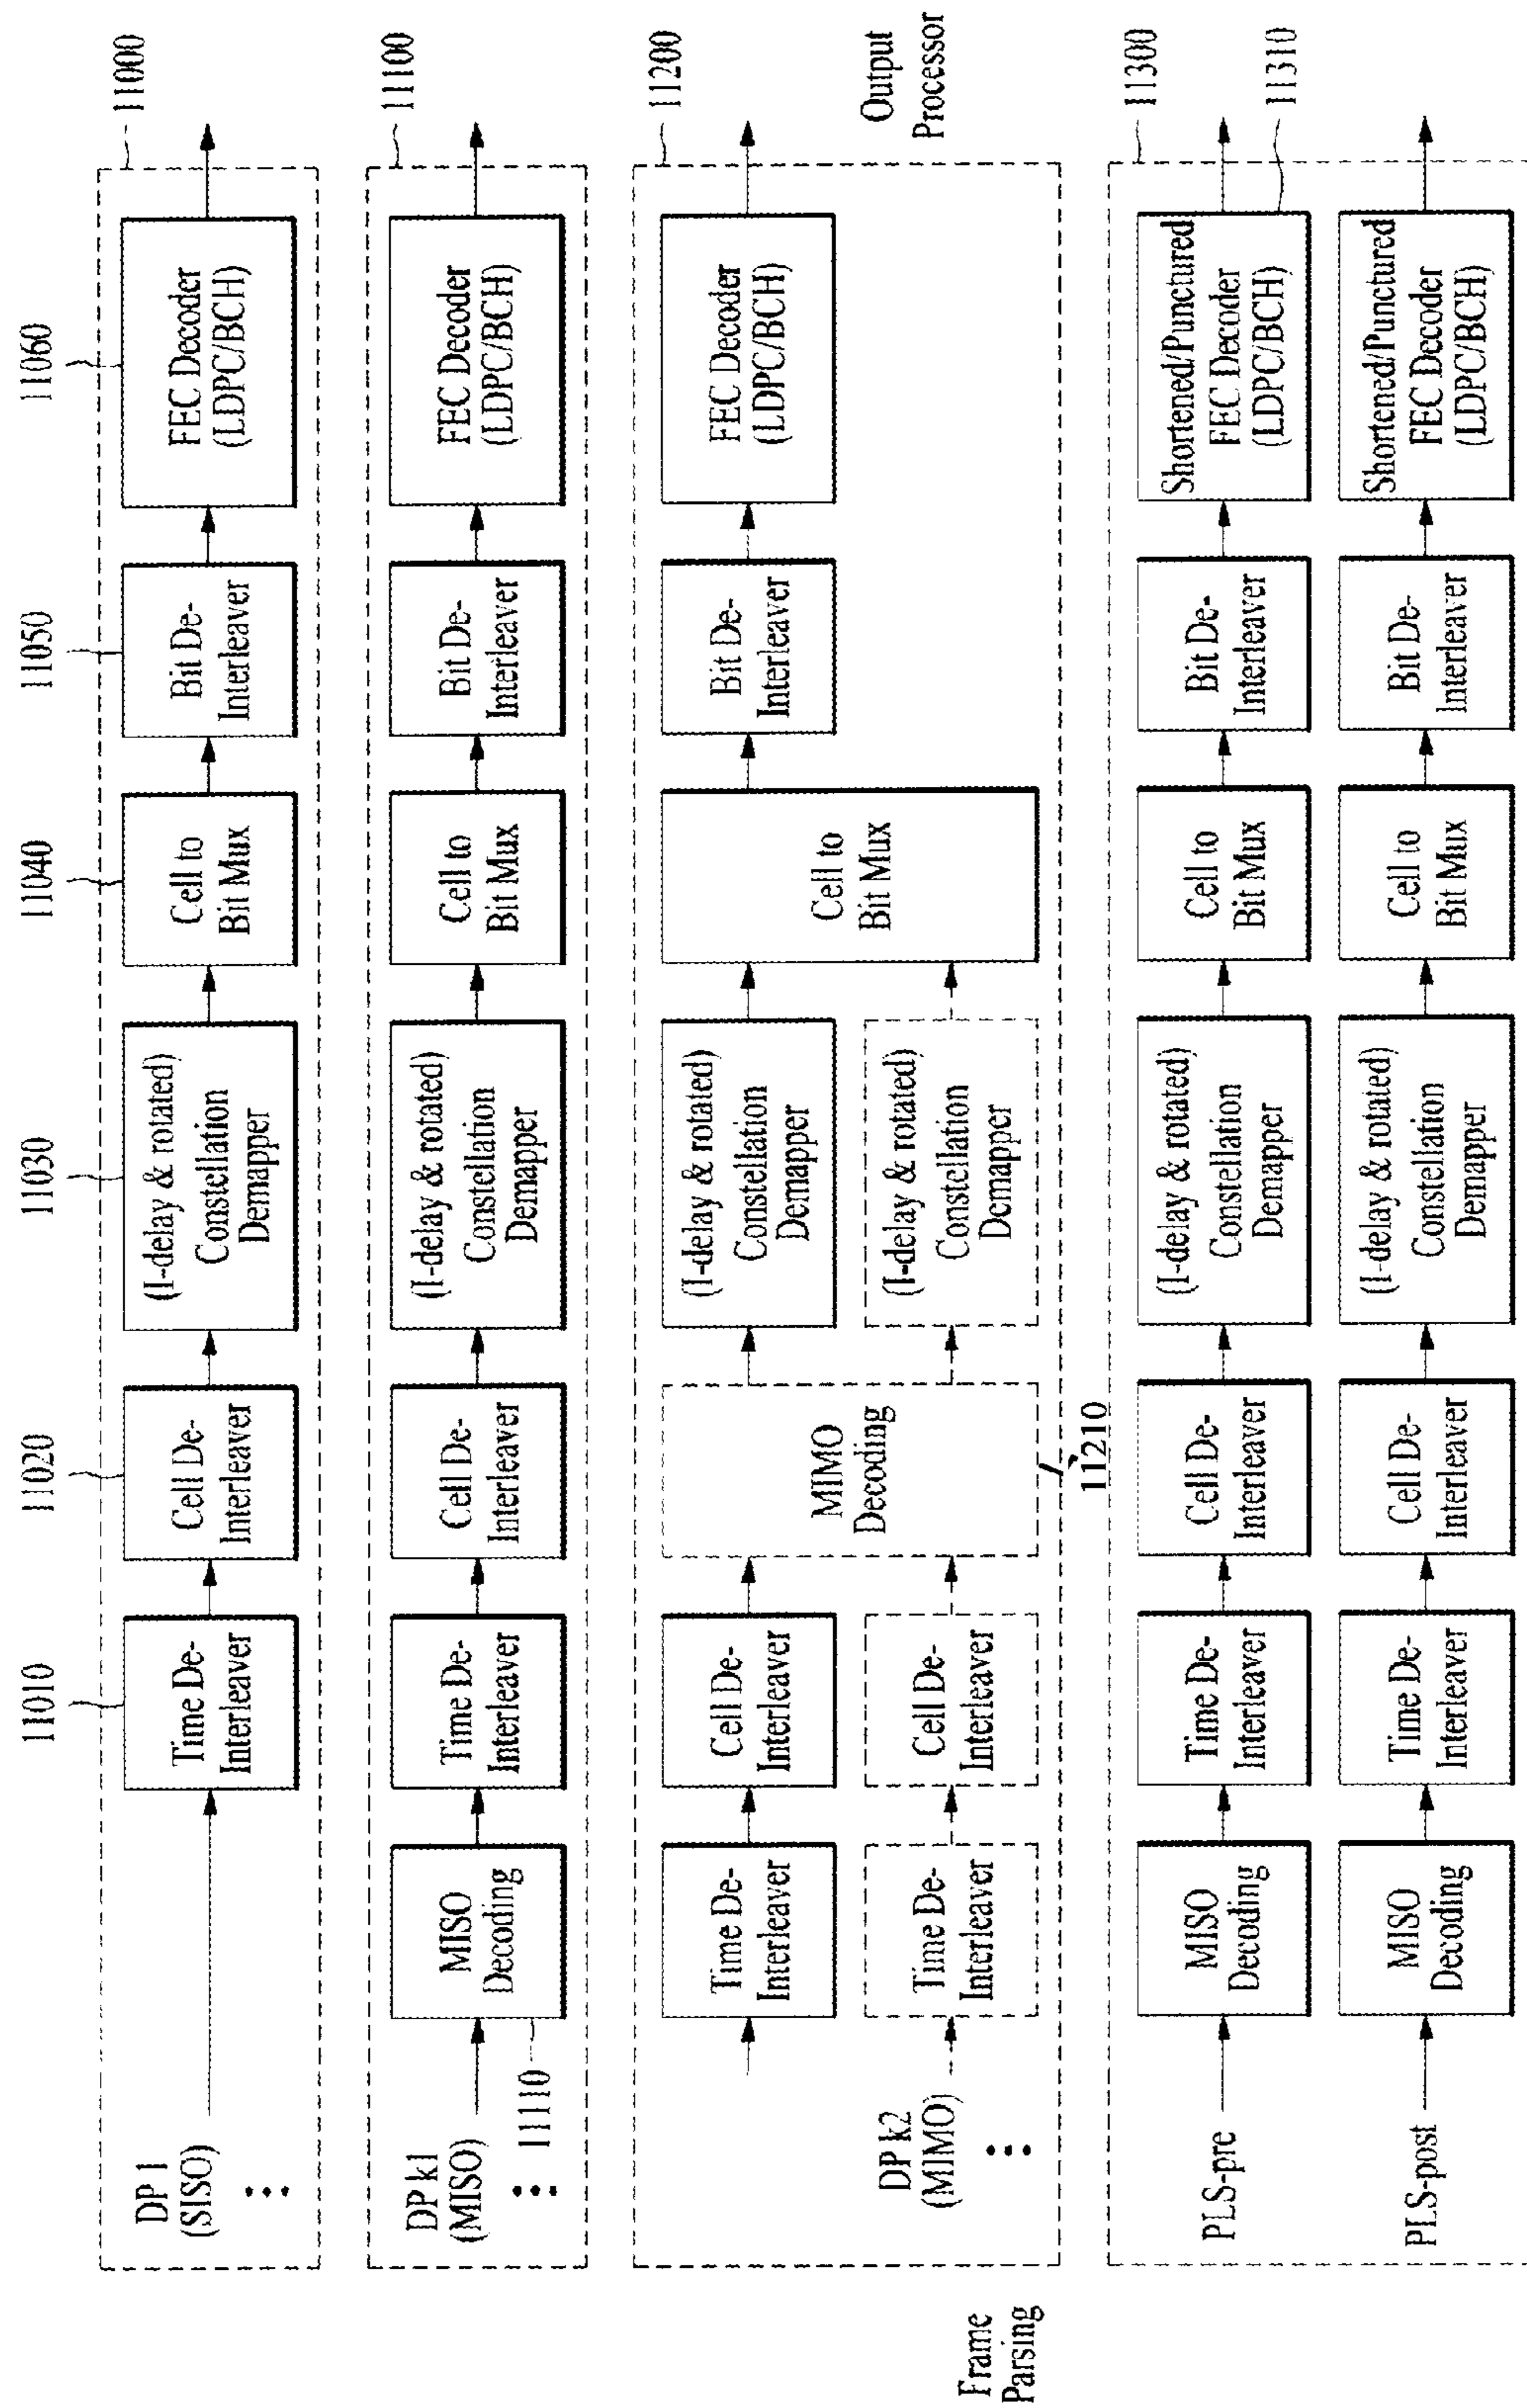 11010
11020
11030
11040
11050
11060
11000
DP 1
(SISO)
Time De-
Interleaver
Cell De-
Interleaver
(I-delay & rotated)
Constellation
Demapper
Cell to
Bit Mux
Bit De-
Interleaver
FEC Decoder
(LDPC/BCH)
11100
DP k1
(MISO)
11110
MISO
Decoding
Time De-
Interleaver
Cell De-
Interleaver
(I-delay & rotated)
Constellation
Demapper
Cell to
Bit Mux
Bit De-
Interleaver
FEC Decoder
(LDPC/BCH)
11200
Time De-
Interleaver
Cell De-
Interleaver
MIMO
Decoding
(I-delay & rotated)
Constellation
Demapper
Cell to
Bit Mux
Bit De-
Interleaver
FEC Decoder
(LDPC/BCH)
DP k2
(MIMO)
Time De-
Interleaver
Cell De-
Interleaver
(I-delay & rotated)
Constellation
Demapper
11210
Frame
Parsing
Output
Processor
11300
PLS-pre
MISO
Decoding
Time De-
Interleaver
Cell De-
Interleaver
(I-delay & rotated)
Constellation
Demapper
Cell to
Bit Mux
Bit De-
Interleaver
Shortened/Punctured
FEC Decoder
(LDPC/BCH)
11310
PLS-post
MISO
Decoding
Time De-
Interleaver
Cell De-
Interleaver
(I-delay & rotated)
Constellation
Demapper
Cell to
Bit Mux
Bit De-
Interleaver
Shortened/Punctured
FEC Decoder
(LDPC/BCH)